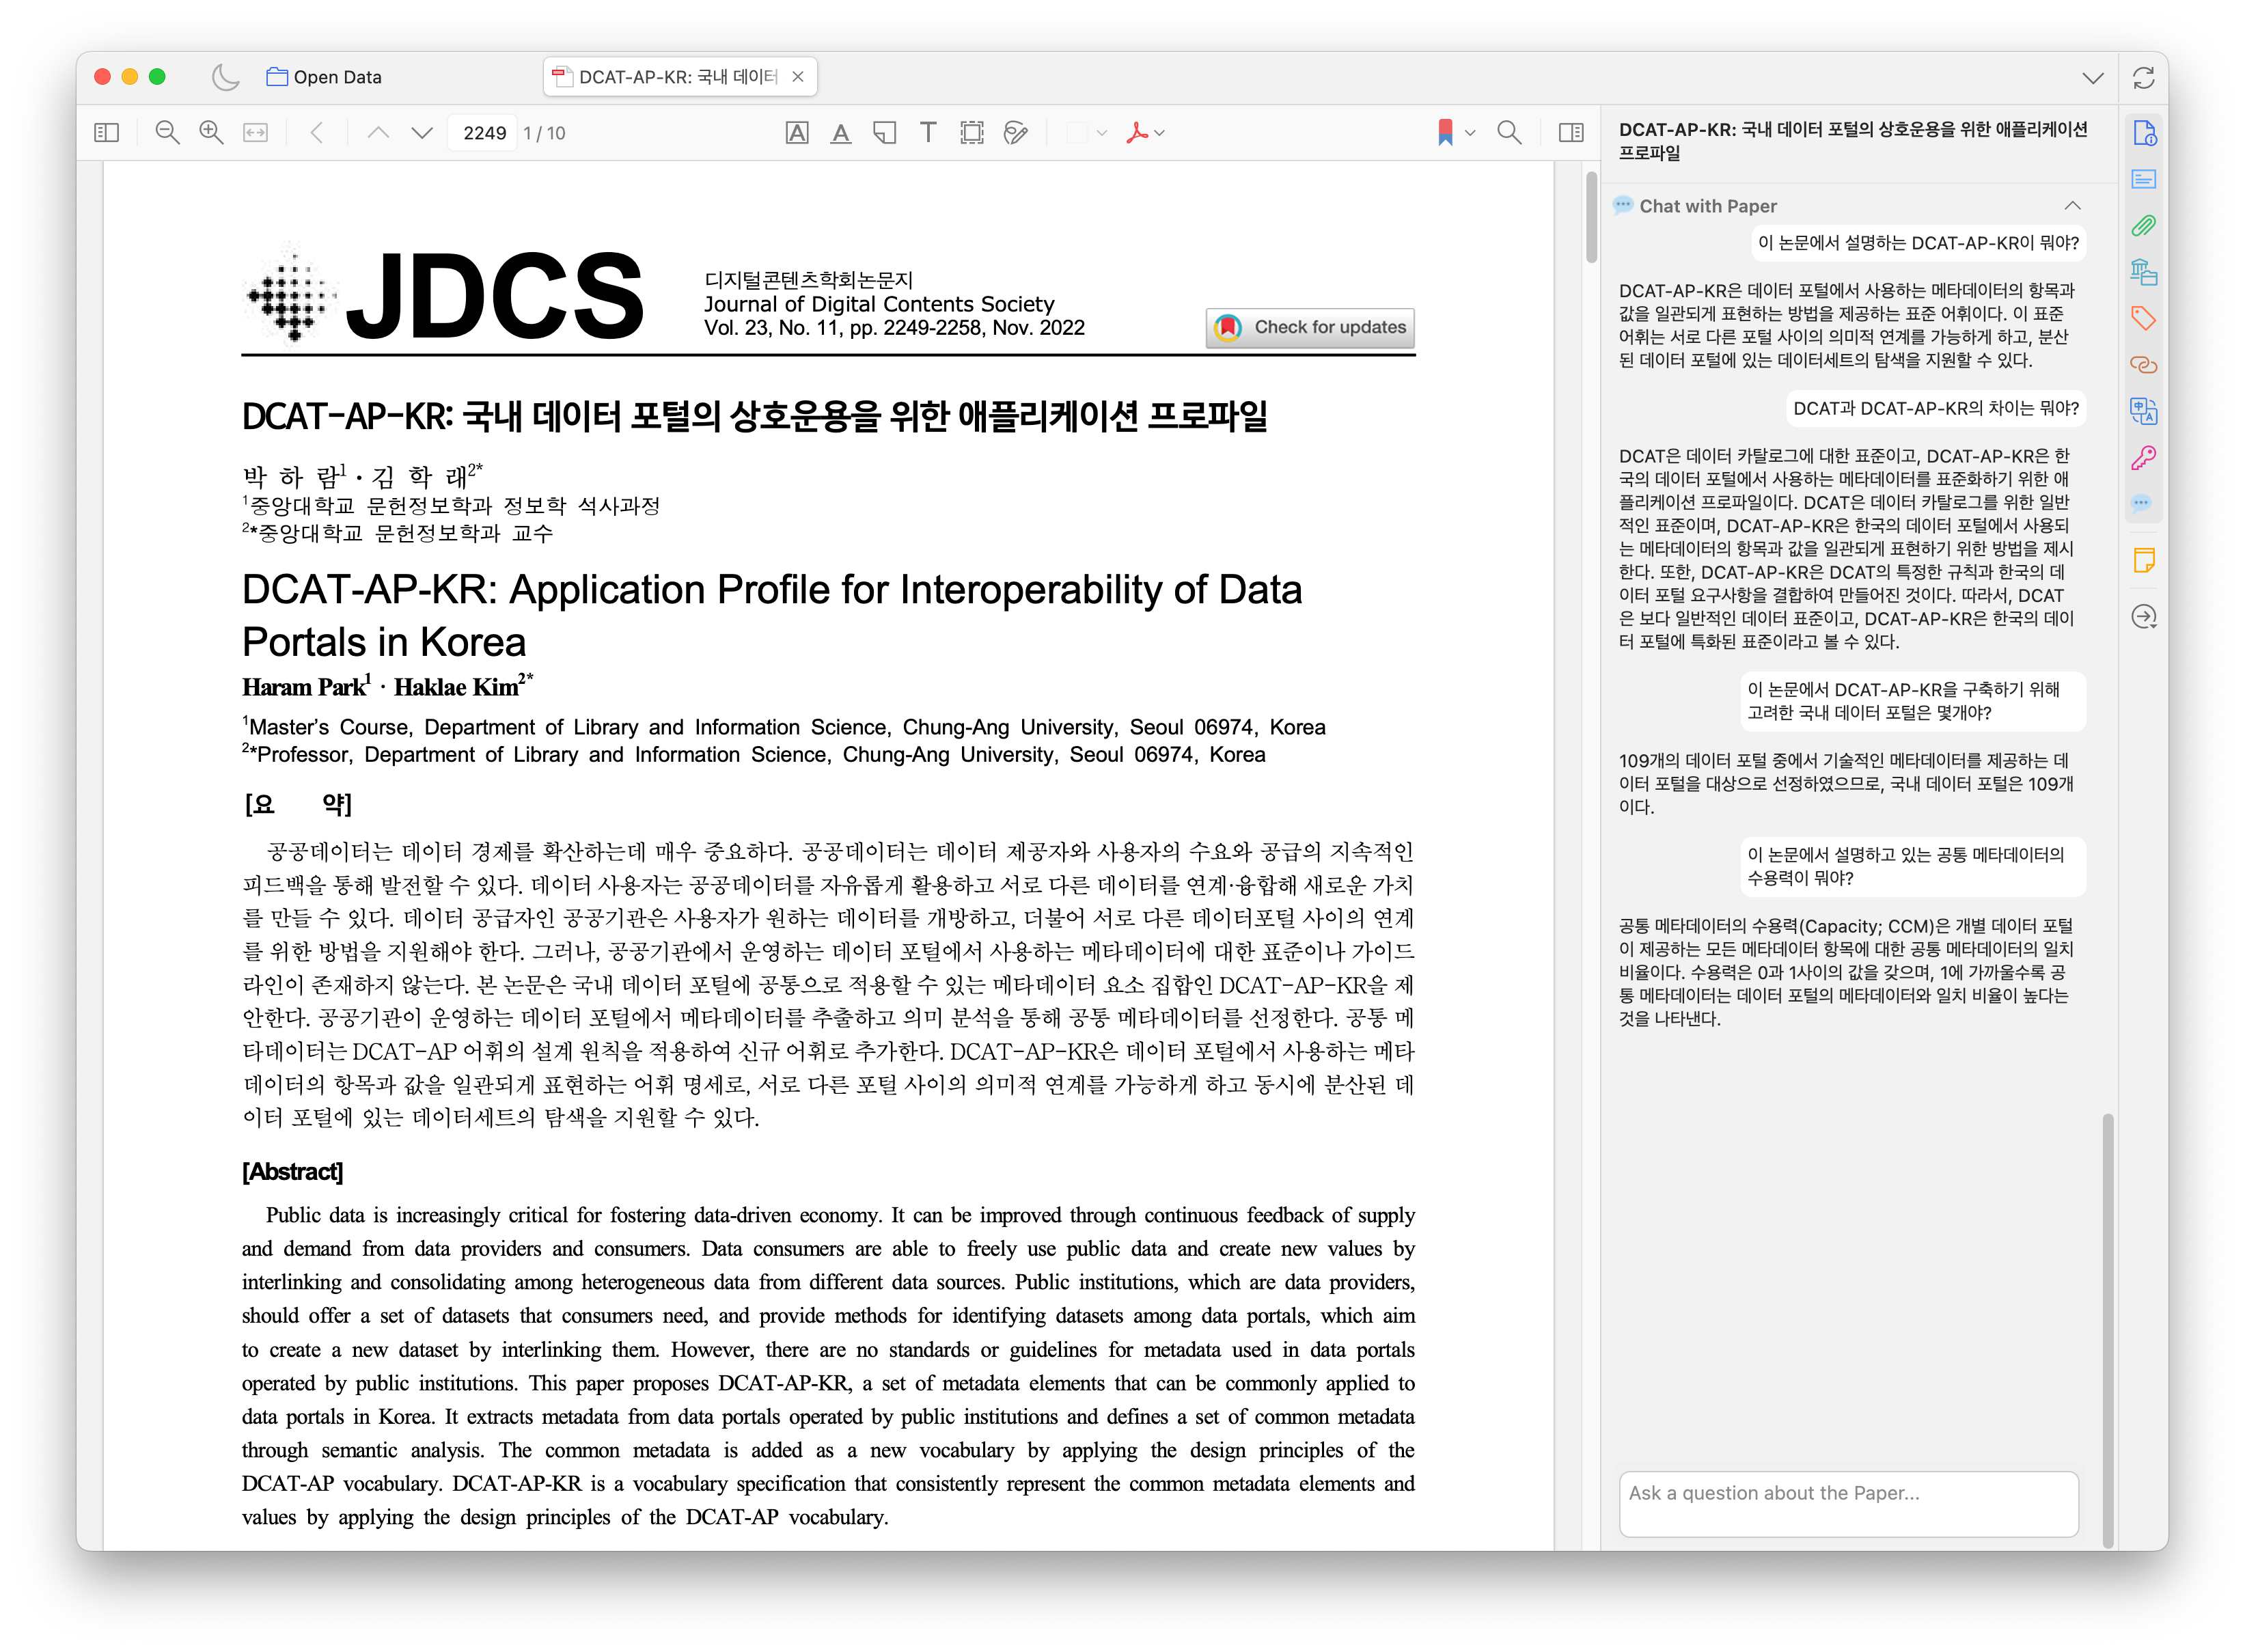 Open Data
DCAT-AP-KR: 국내 데이터
2249 1 / 10
JDCS
디지털콘텐츠학회논문지
Journal of Digital Contents Society
Vol. 23, No. 11, pp. 2249-2258, Nov. 2022
Check for updates
DCAT-AP-KR: 국내 데이터 포털의 상호운용을 위한 애플리케이션 프로파일
박 하 람1 · 김 학 래2*
1중앙대학교 문헌정보학과 정보학 석사과정
2*중앙대학교 문헌정보학과 교수
DCAT-AP-KR: Application Profile for Interoperability of Data
Portals in Korea
Haram Park1 · Haklae Kim2*
1Master's Course, Department of Library and Information Science, Chung-Ang University, Seoul 06974, Korea
2*Professor, Department of Library and Information Science, Chung-Ang University, Seoul 06974, Korea
[요 약]
공공데이터는 데이터 경제를 확산하는데 매우 중요하다. 공공데이터는 데이터 제공자와 사용자의 수요와 공급의 지속적인
피드백을 통해 발전할 수 있다. 데이터 사용자는 공공데이터를 자유롭게 활용하고 서로 다른 데이터를 연계·융합해 새로운 가치
를 만들 수 있다. 데이터 공급자인 공공기관은 사용자가 원하는 데이터를 개방하고, 더불어 서로 다른 데이터포털 사이의 연계
를 위한 방법을 지원해야 한다. 그러나, 공공기관에서 운영하는 데이터 포털에서 사용하는 메타데이터에 대한 표준이나 가이드
라인이 존재하지 않는다. 본 논문은 국내 데이터 포털에 공통으로 적용할 수 있는 메타데이터 요소 집합인 DCAT-AP-KR을 제
안한다. 공공기관이 운영하는 데이터 포털에서 메타데이터를 추출하고 의미 분석을 통해 공통 메타데이터를 선정한다. 공통 메
타데이터는 DCAT-AP 어휘의 설계 원칙을 적용하여 신규 어휘로 추가한다. DCAT-AP-KR은 데이터 포털에서 사용하는 메타
데이터의 항목과 값을 일관되게 표현하는 어휘 명세로, 서로 다른 포털 사이의 의미적 연계를 가능하게 하고 동시에 분산된 데
이터 포털에 있는 데이터세트의 탐색을 지원할 수 있다.
[Abstract]
Public data is increasingly critical for fostering data-driven economy. It can be improved through continuous feedback of supply
and demand from data providers and consumers. Data consumers are able to freely use public data and create new values by
interlinking and consolidating among heterogeneous data from different data sources. Public institutions, which are data providers,
should offer a set of datasets that consumers need, and provide methods for identifying datasets among data portals, which aim
to create a new dataset by interlinking them. However, there are no standards or guidelines for metadata used in data portals
operated by public institutions. This paper proposes DCAT-AP-KR, a set of metadata elements that can be commonly applied to
data portals in Korea. It extracts metadata from data portals operated by public institutions and defines a set of common metadata
through semantic analysis. The common metadata is added as a new vocabulary by applying the design principles of the
DCAT-AP vocabulary. DCAT-AP-KR is a vocabulary specification that consistently represent the common metadata elements and
values by applying the design principles of the DCAT-AP vocabulary.
DCAT-AP-KR: 국내 데이터 포털의 상호운용을 위한 애플리케이션
프로파일
Chat with Paper
이 논문에서 설명하는 DCAT-AP-KR이 뭐야?
DCAT-AP-KR은 데이터 포털에서 사용하는 메타데이터의 항목과
값을 일관되게 표현하는 방법을 제공하는 표준 어휘이다. 이 표준
어휘는 서로 다른 포털 사이의 의미적 연계를 가능하게 하고, 분산
된 데이터 포털에 있는 데이터세트의 탐색을 지원할 수 있다.
DCAT과 DCAT-AP-KR의 차이는 뭐야?
DCAT은 데이터 카탈로그에 대한 표준이고, DCAT-AP-KR은 한
국의 데이터 포털에서 사용하는 메타데이터를 표준화하기 위한 애
플리케이션 프로파일이다. DCAT은 데이터 카탈로그를 위한 일반
적인 표준이며, DCAT-AP-KR은 한국의 데이터 포털에서 사용되
는 메타데이터의 항목과 값을 일관되게 표현하기 위한 방법을 제시
한다. 또한, DCAT-AP-KR은 DCAT의 특정한 규칙과 한국의 데
이터 포털 요구사항을 결합하여 만들어진 것이다. 따라서, DCAT
은 보다 일반적인 데이터 표준이고, DCAT-AP-KR은 한국의 데이
터 포털에 특화된 표준이라고 볼 수 있다.
이 논문에서 DCAT-AP-KR을 구축하기 위해
고려한 국내 데이터 포털은 몇개야?
109개의 데이터 포털 중에서 기술적인 메타데이터를 제공하는 데
이터 포털을 대상으로 선정하였으므로, 국내 데이터 포털은 109개
이다.
이 논문에서 설명하고 있는 공통 메타데이터의
수용력이 뭐야?
공통 메타데이터의 수용력(Capacity; CCM)은 개별 데이터 포털
이 제공하는 모든 메타데이터 항목에 대한 공통 메타데이터의 일치
비율이다. 수용력은 0과 1사이의 값을 갖으며, 1에 가까울수록 공
통 메타데이터는 데이터 포털의 메타데이터와 일치 비율이 높다는
것을 나타낸다.
Ask a question about the Paper...